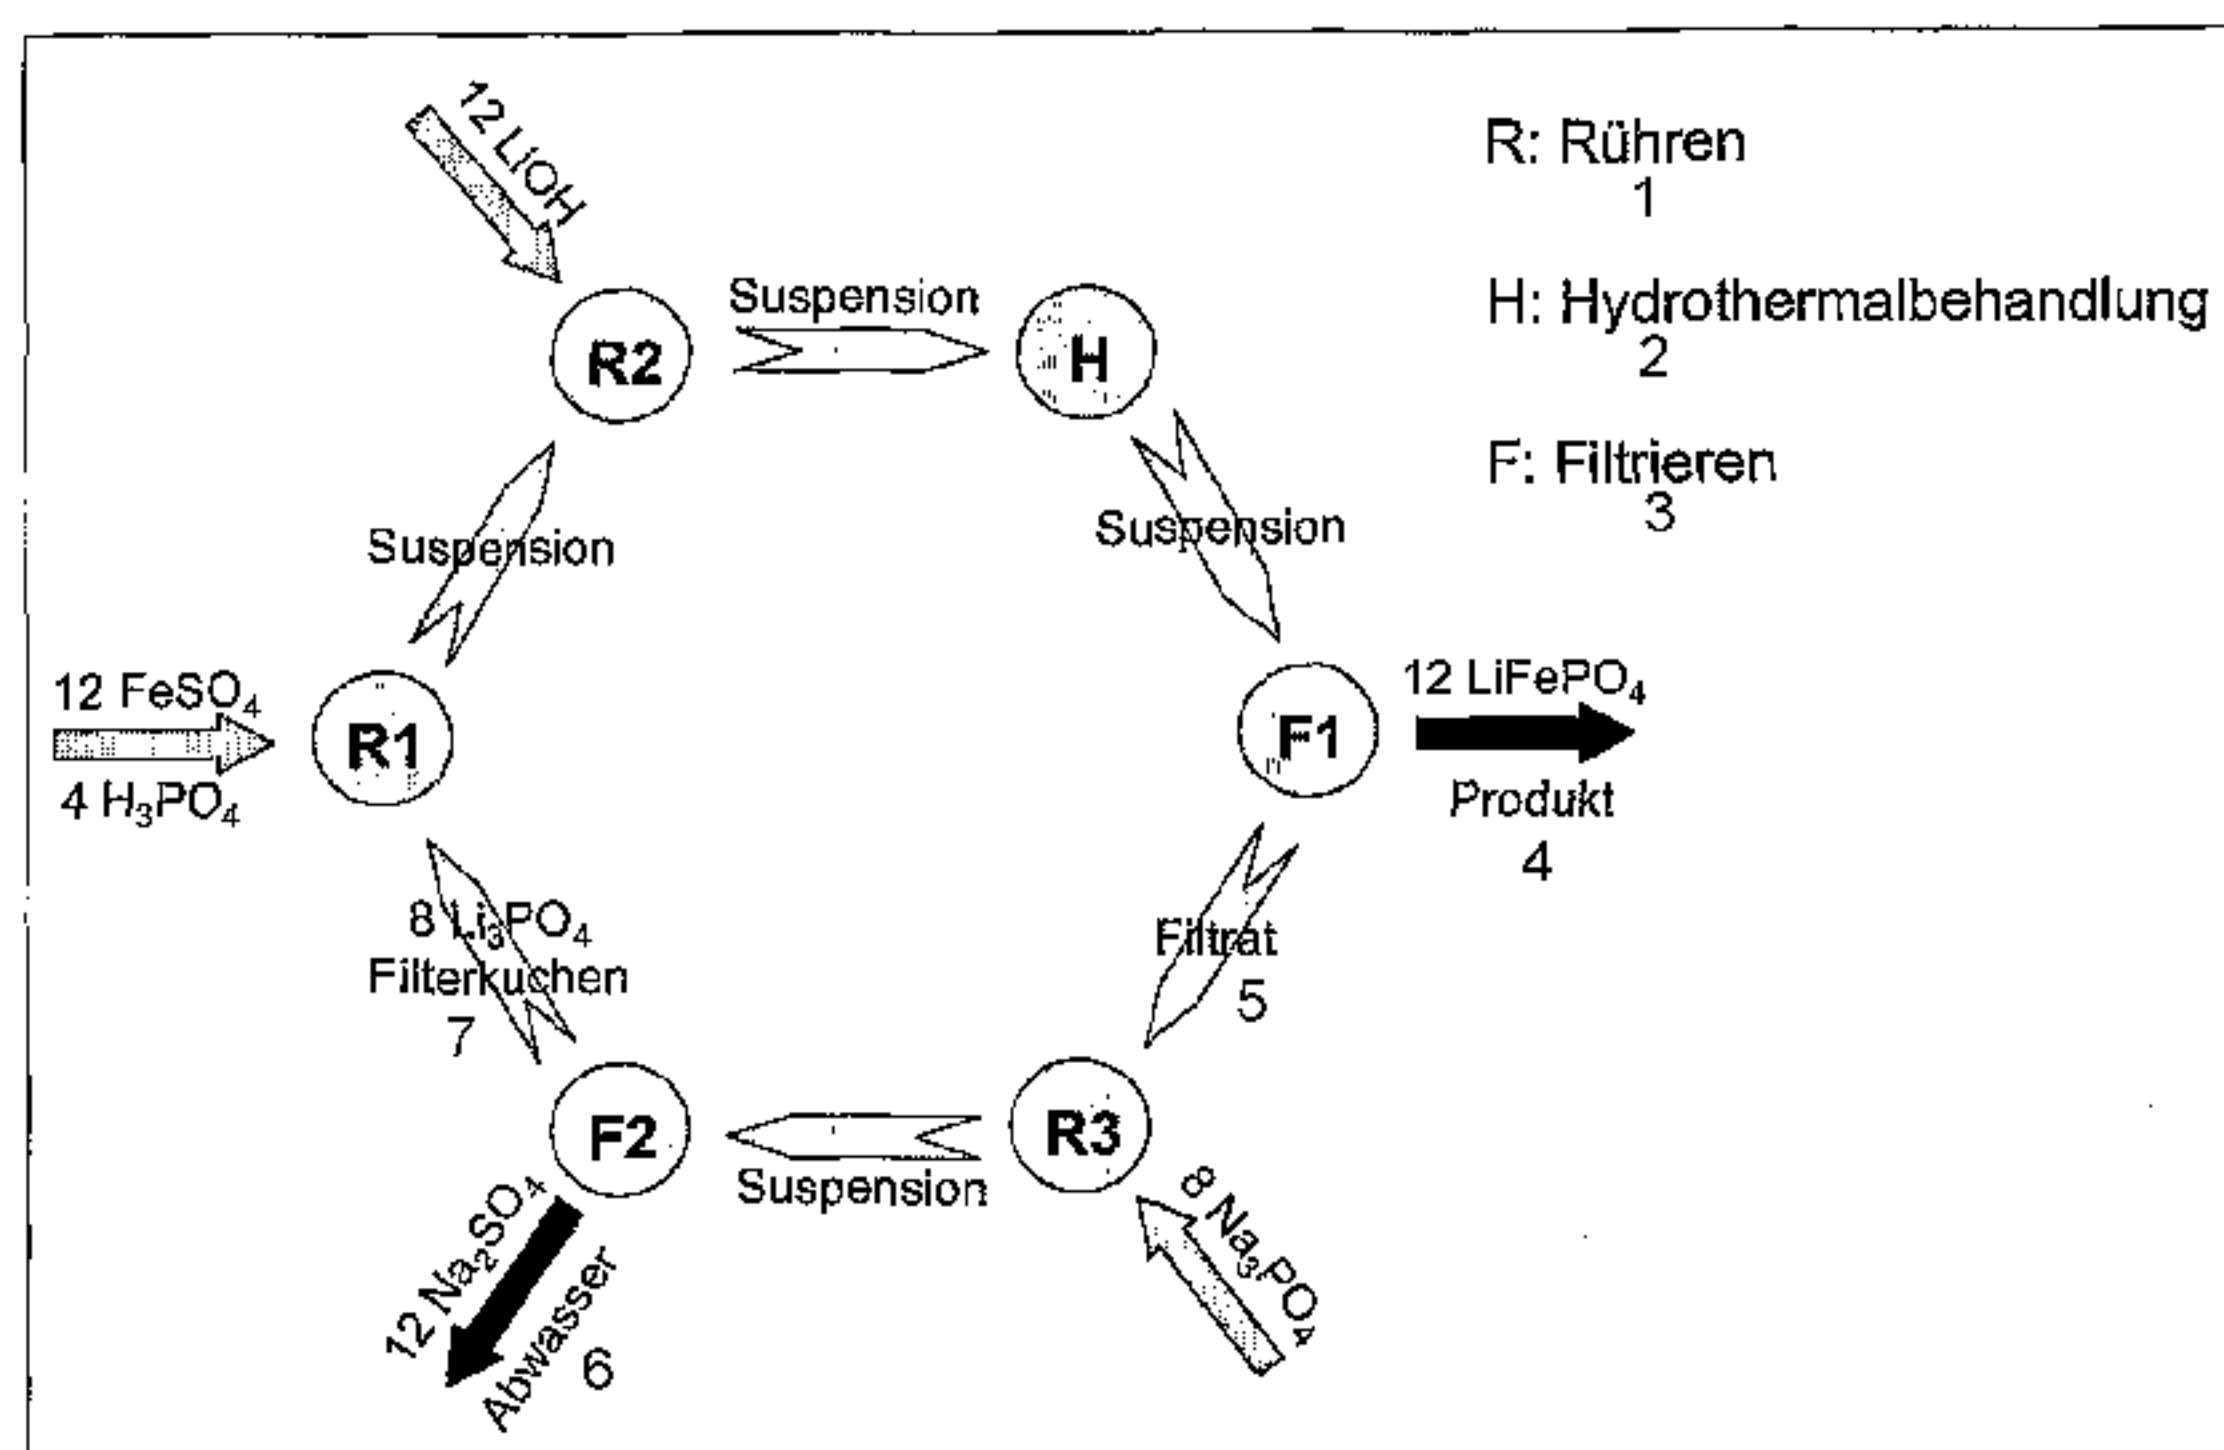 12 LiOH
R: Rühren
1
H: Hydrothermalbehandlung
2
F: Filtrieren
3
R2
Suspension
H
Suspension
Suspension
12 FeSO4
4 H3PO4
R1
F1
12 LiFePO4
Produkt
4
8 Li3PO4
Filterkuchen
7
Filtrat
5
F2
Suspension
R3
12 Na2SO4
Abwasser
6
8 Na3PO4